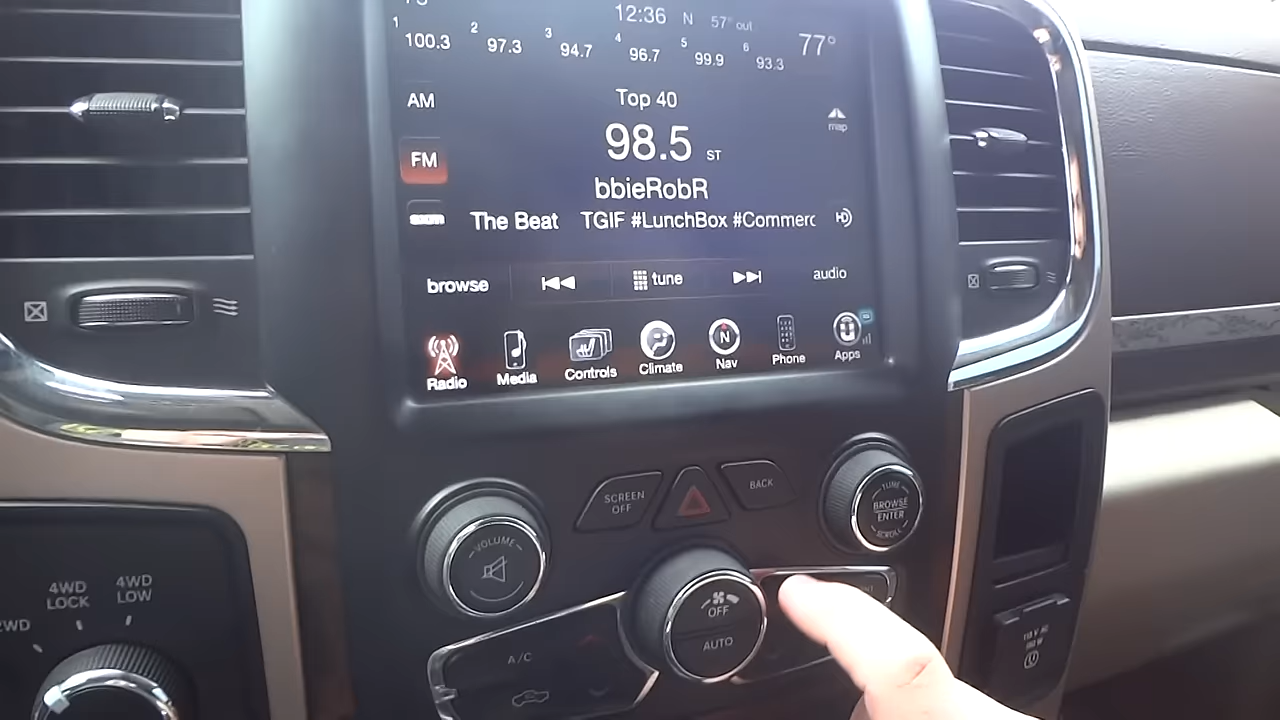 12:36 N 57° out
1 100.3 2 97.3 3 94.7 4 96.7 5 99.9 6 93.3 77°
AM
Top 40
map
FM
98.5 ST
bbieRobR
The Beat TGIF #LunchBox #Commerc HD
browse tune audio
Radio Media Controls Climate Nav Phone Apps
N
SCREEN
OFF
BACK
TUNE
BROWSE
ENTER
SCROLL
VOLUME
OFF
AUTO
A/C
4WD
LOCK
4WD
LOW
2WD
115 V AC